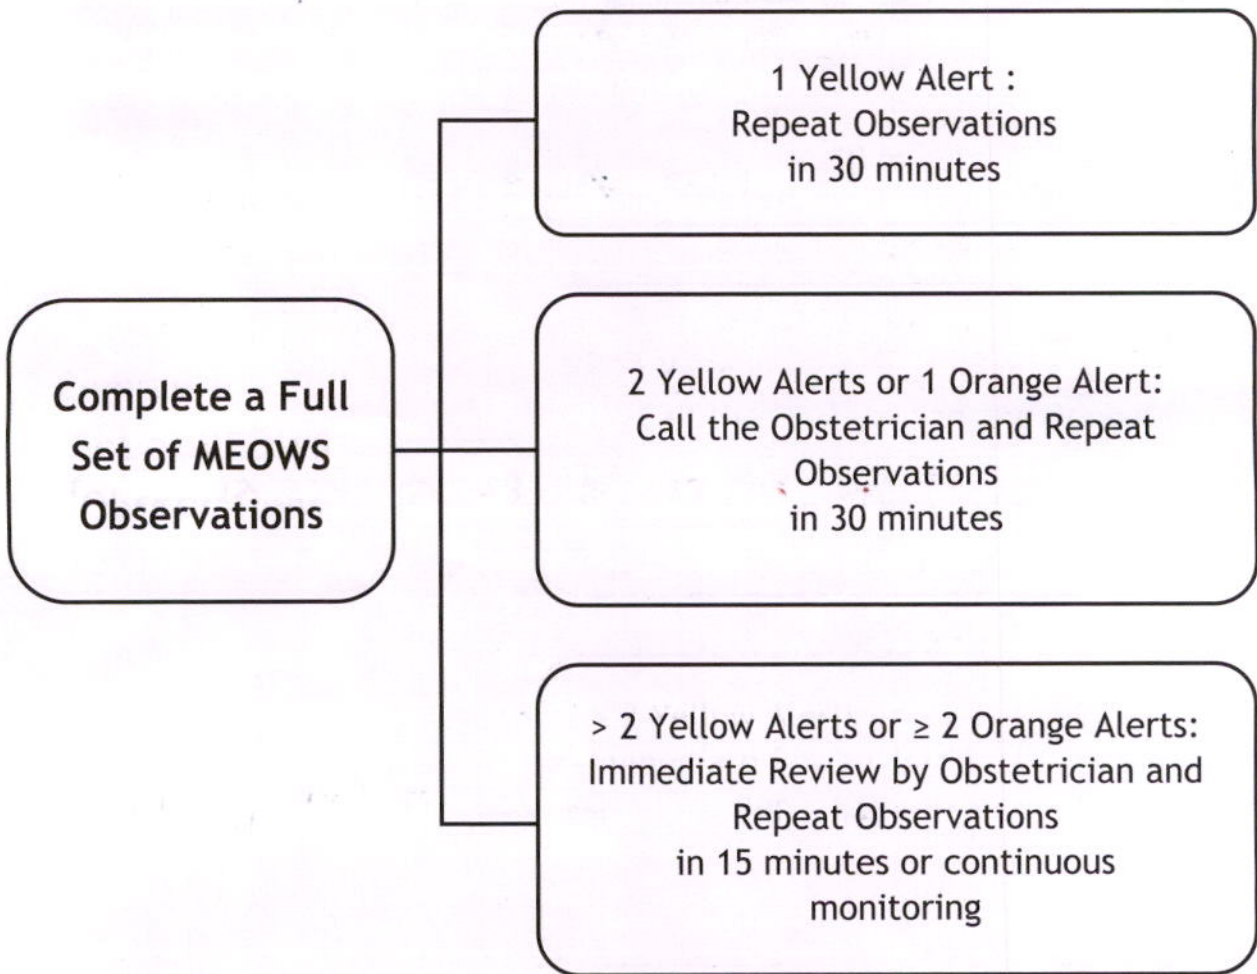 Complete a Full
Set of MEOWS
Observations
1 Yellow Alert :
Repeat Observations
in 30 minutes
2 Yellow Alerts or 1 Orange Alert:
Call the Obstetrician and Repeat
Observations
in 30 minutes
> 2 Yellow Alerts or ≥ 2 Orange Alerts:
Immediate Review by Obstetrician and
Repeat Observations
in 15 minutes or continuous
monitoring